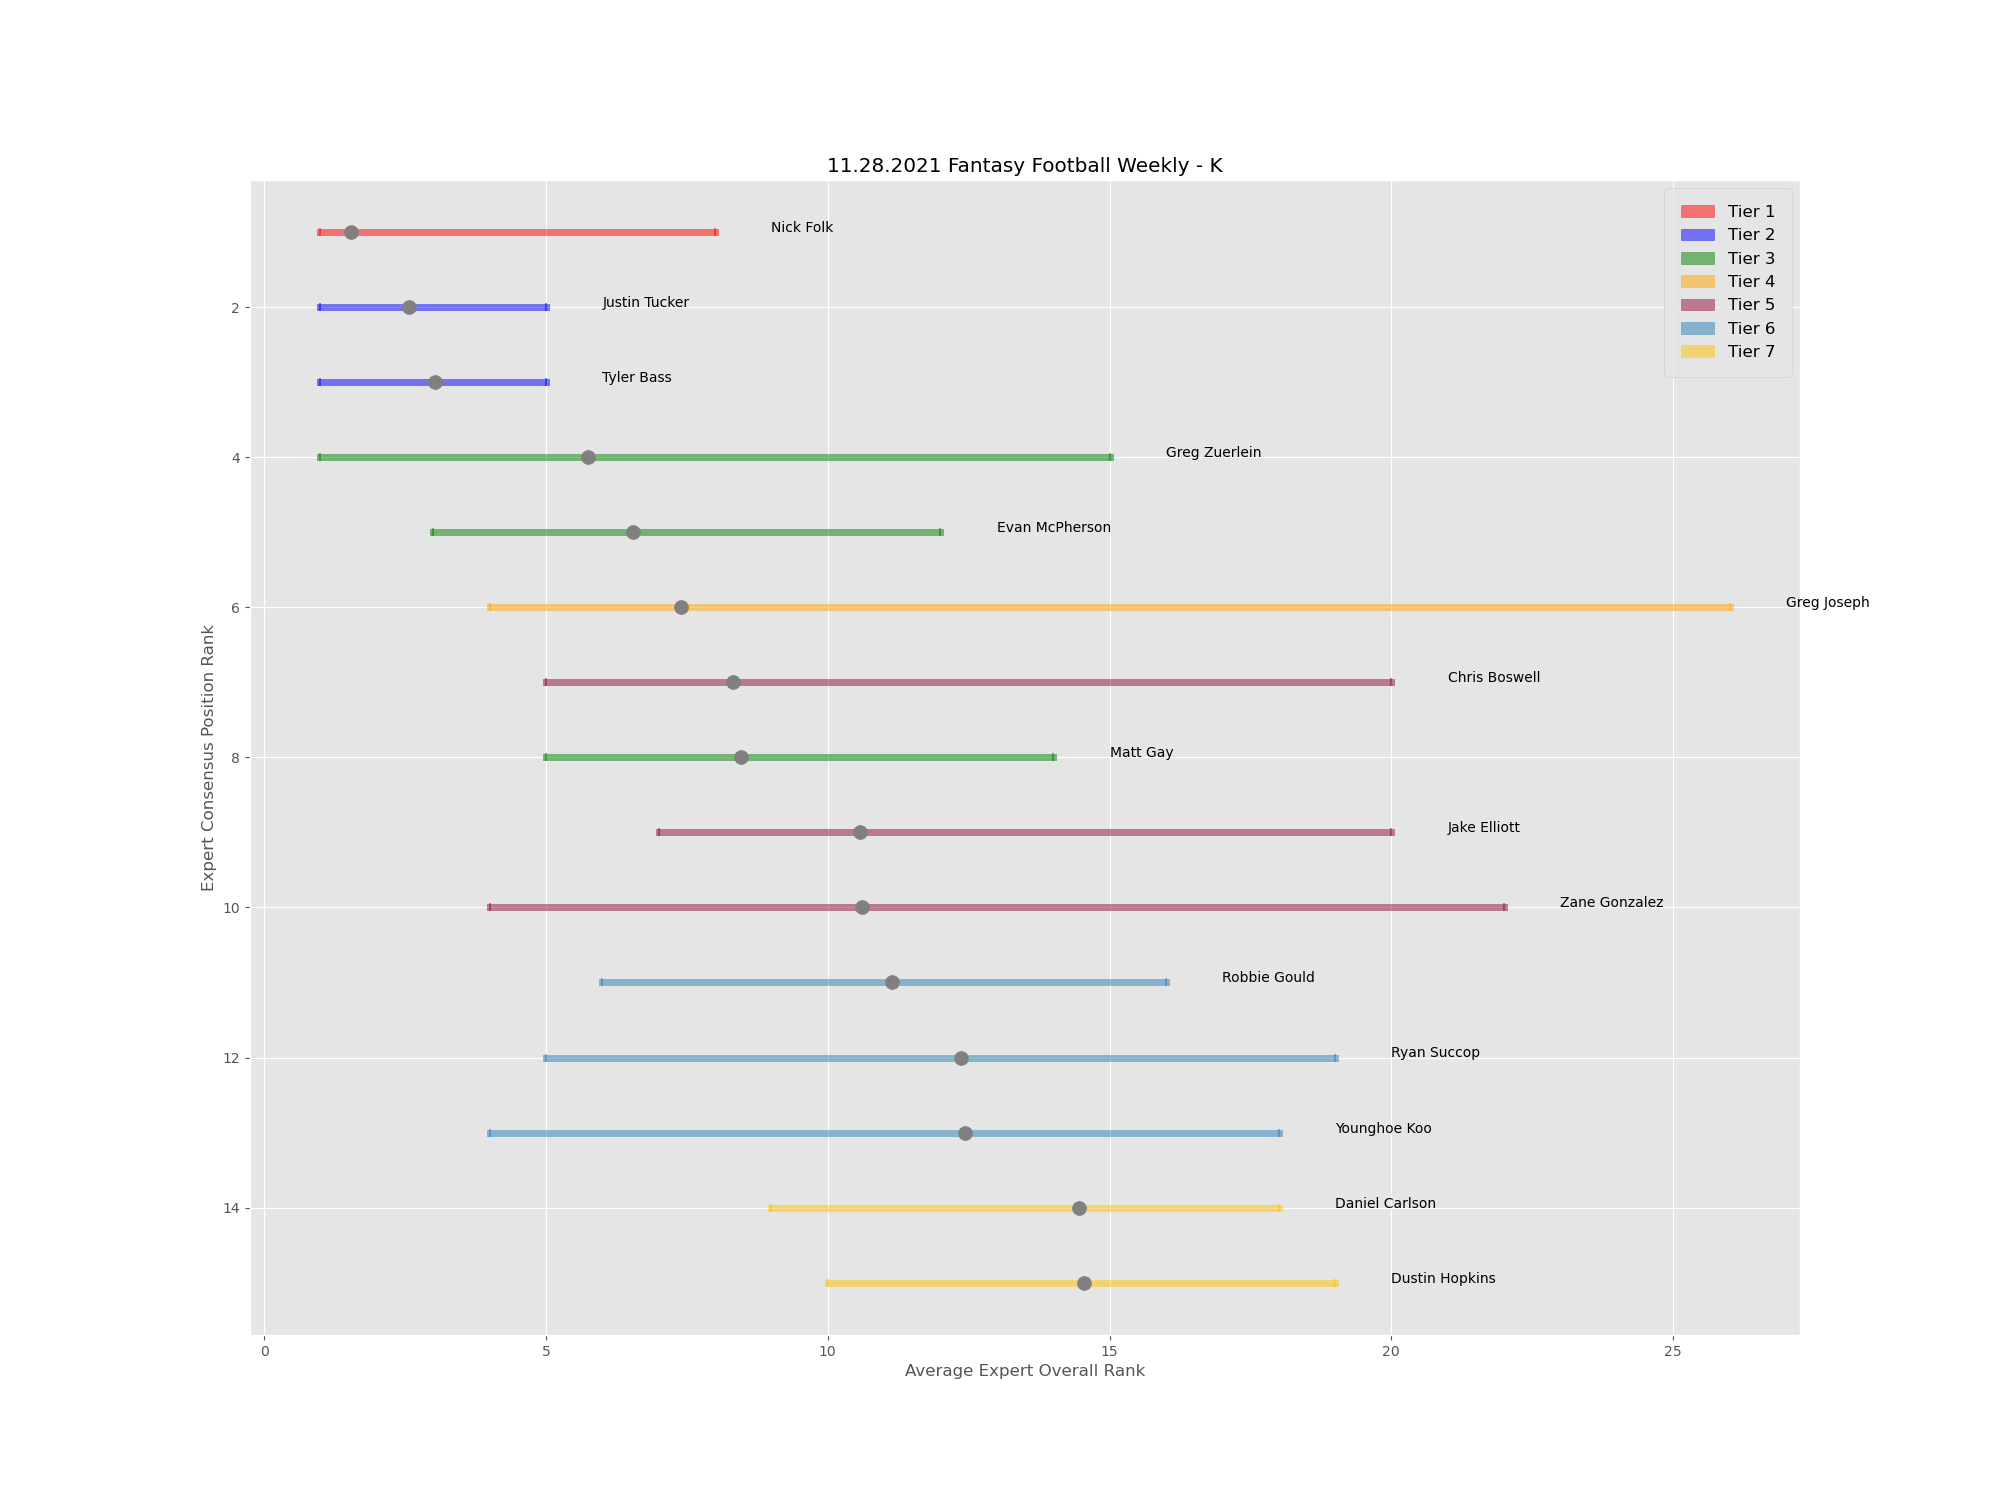 11.28.2021 Fantasy Football Weekly - K
Nick Folk
Tier 1
Tier 2
Tier 3
Tier 4
Tier 5
Tier 6
Tier 7
2
Justin Tucker
Tyler Bass
4
Greg Zuerlein
Evan McPherson
6
Greg Joseph
Chris Boswell
8
Matt Gay
Jake Elliott
10
Zane Gonzalez
Robbie Gould
12
Ryan Succop
Younghoe Koo
14
Daniel Carlson
Dustin Hopkins
Expert Consensus Position Rank
0 5 10 15 20 25
Average Expert Overall Rank